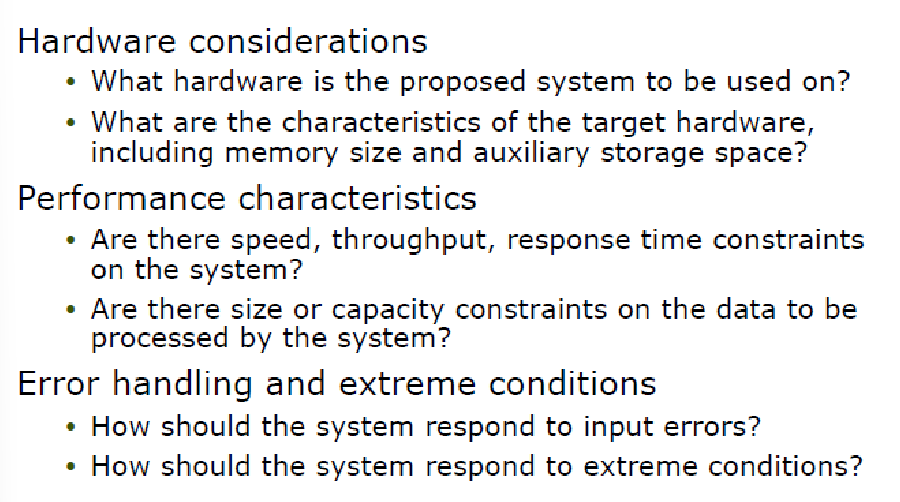 Hardware considerations
• What hardware is the proposed system to be used on?
• What are the characteristics of the target hardware,
including memory size and auxiliary storage space?
Performance characteristics
• Are there speed, throughput, response time constraints
on the system?
• Are there size or capacity constraints on the data to be
processed by the system?
Error handling and extreme conditions
• How should the system respond to input errors?
• How should the system respond to extreme conditions?